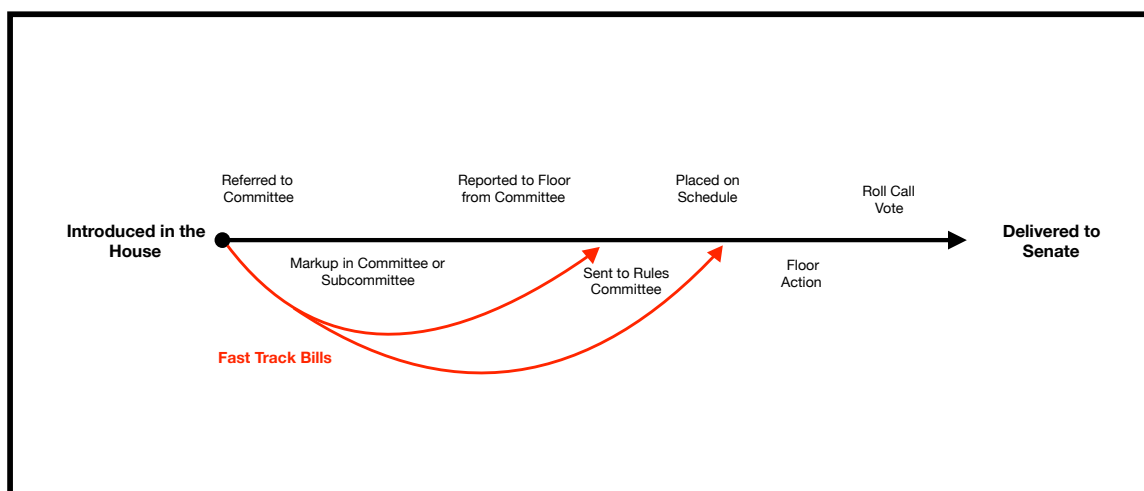 Referred to
Committee
Reported to Floor
from Committee
Placed on
Schedule
Roll Call
Vote
Introduced in the
House
Delivered to
Senate
Markup in Committee or
Subcommittee
Sent to Rules
Committee
Floor
Action
Fast Track Bills